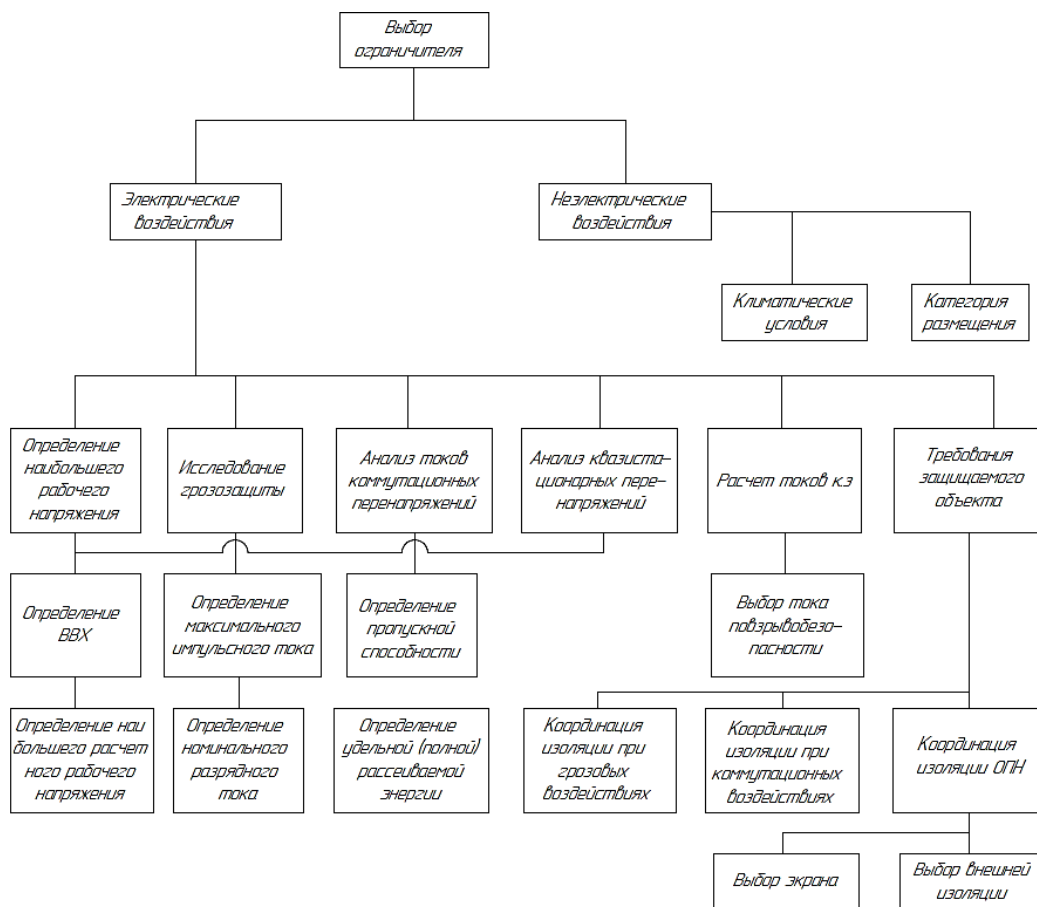 Выбор
ограничителя
Электрические
воздействия
Неэлектрические
воздействия
Климатические
условия
Категория
размещения
Определение
наибольшего
рабочего
напряжения
Исследование
грозозащиты
Анализ токов
коммутационных
перенапряжений
Анализ квазиста-
ционарных пере-
напряжений
Расчет токов к.з
Требования
защищаемого
объекта
Определение
ВВХ
Определение
максимального
импульсного тока
Определение
пропускной
способности
Выбор тока
повзрывобезо-
пасности
Определение наи
большего расчет
ного рабочего
напряжения
Определение
номинального
разрядного
тока
Определение
удельной (полной)
рассеиваемой
энергии
Координация
изоляции при
грозовых
воздействиях
Координация
изоляции при
коммутационных
воздействиях
Координация
изоляции ОПН
Выбор экрана
Выбор внешней
изоляции